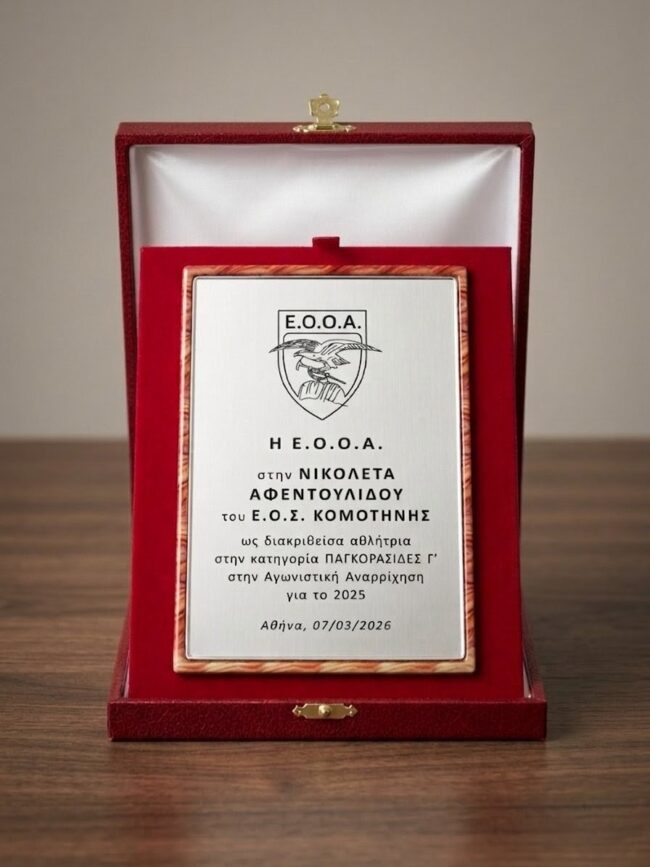 Ε.Ο.Ο.Α.
Η Ε.Ο.Ο.Α.
στην ΝΙΚΟΛΕΤΑ
ΑΦΕΝΤΟΥΛΙΔΟΥ
του Ε.Ο.Σ. ΚΟΜΟΤΗΝΗΣ
ως διακριθείσα αθλήτρια
στην κατηγορία ΠΑΓΚΟΡΑΣΙΔΕΣ Γ'
στην Αγωνιστική Αναρρίχηση
για το 2025
Αθήνα, 07/03/2026